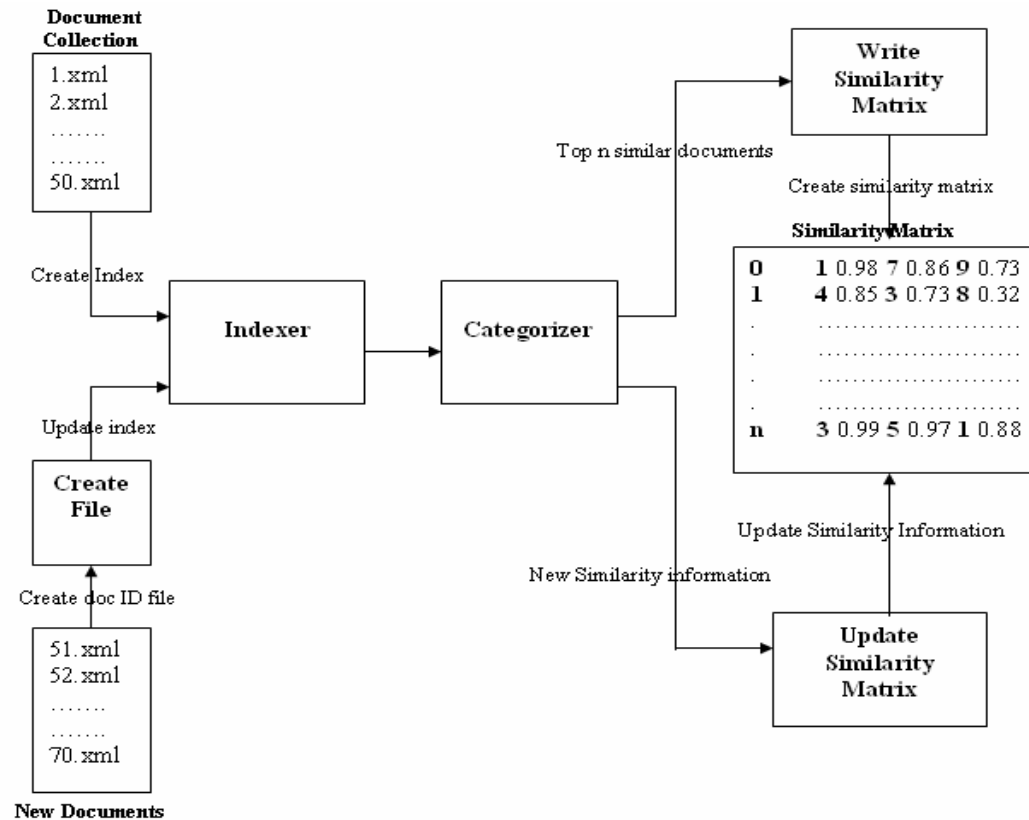 Document
Collection
1.xml
2.xml
.......
.......
50.xml
Create Index
Indexer
Update index
Create
File
Create doc ID file
51.xml
52.xml
.......
.......
70.xml
New Documents
Categorizer
Top n similar documents
Write
Similarity
Matrix
Create similarity matrix
Similarity Matrix
0 1 0.98 7 0.86 9 0.73
1 4 0.85 3 0.73 8 0.32
. ........................
. ........................
. ........................
. ........................
n 3 0.99 5 0.97 1 0.88
Update Similarity Information
New Similarity information
Update
Similarity
Matrix